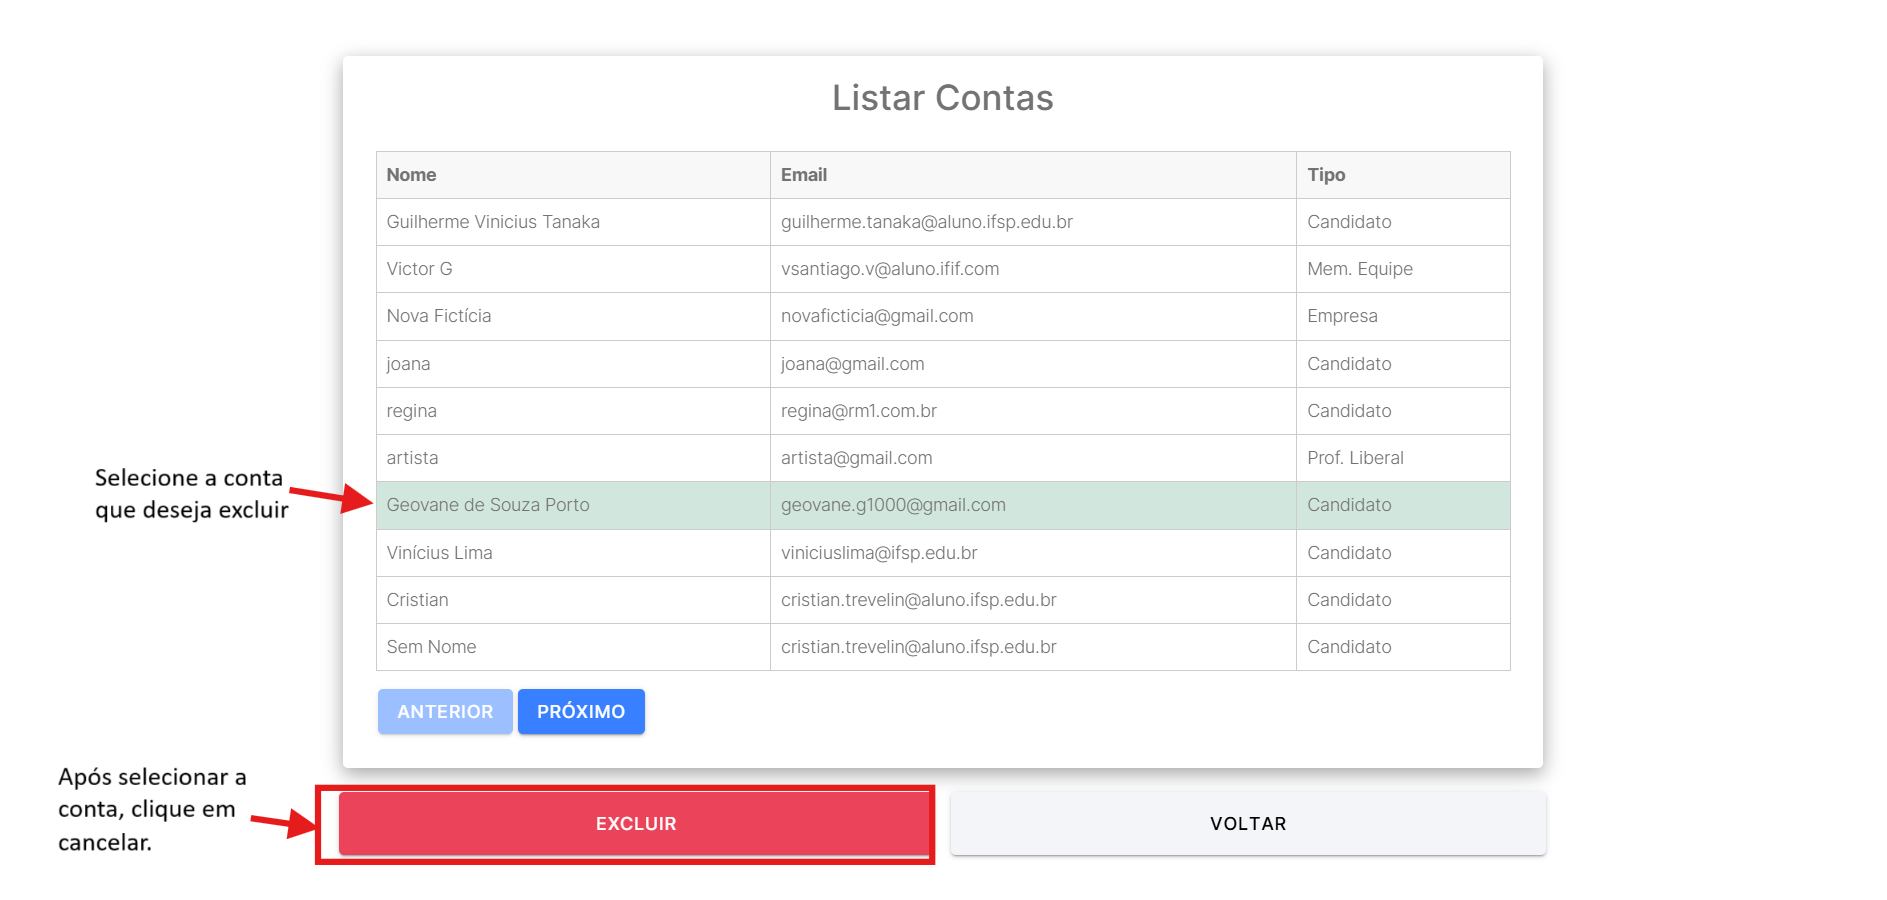 Listar Contas
Nome Email Tipo
Guilherme Vinicius Tanaka guilherme.tanaka@aluno.ifsp.edu.br Candidato
Victor G vsantiago.v@aluno.ifif.com Mem. Equipe
Nova Fictícia novaficticia@gmail.com Empresa
joana joana@gmail.com Candidato
regina regina@rm1.com.br Candidato
artista artista@gmail.com Prof. Liberal
Selecione a conta
que deseja excluir
Geovane de Souza Porto geovane.g1000@gmail.com Candidato
Vinícius Lima viniciuslima@ifsp.edu.br Candidato
Cristian cristian.trevelin@aluno.ifsp.edu.br Candidato
Sem Nome cristian.trevelin@aluno.ifsp.edu.br Candidato
ANTERIOR PRÓXIMO
Após selecionar a
conta, clique em
cancelar.
EXCLUIR VOLTAR